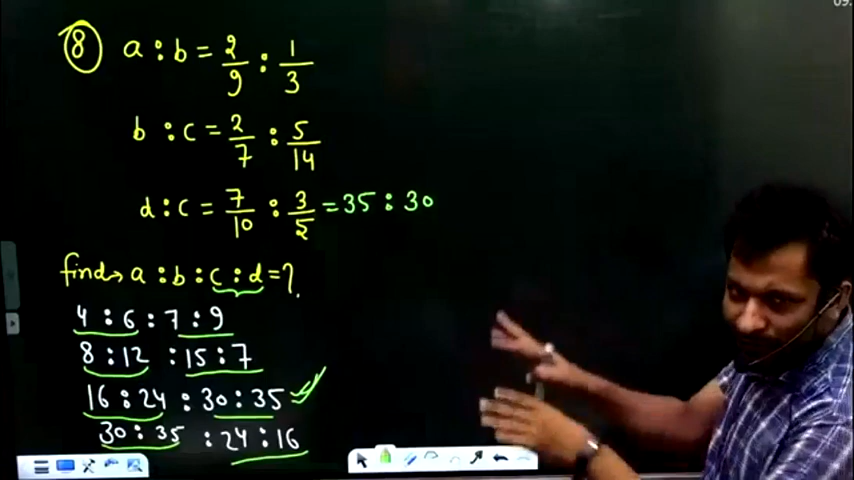 8 a : b = 2/9 : 1/3
b : c = 2/7 : 5/14
d : c = 7/10 : 3/5 = 35 : 30
find→ a : b : c : d = ?
4 : 6 : 7 : 9
8 : 12 : 15 : 7
16 : 24 : 30 : 35
30 : 35 : 24 : 16
09: